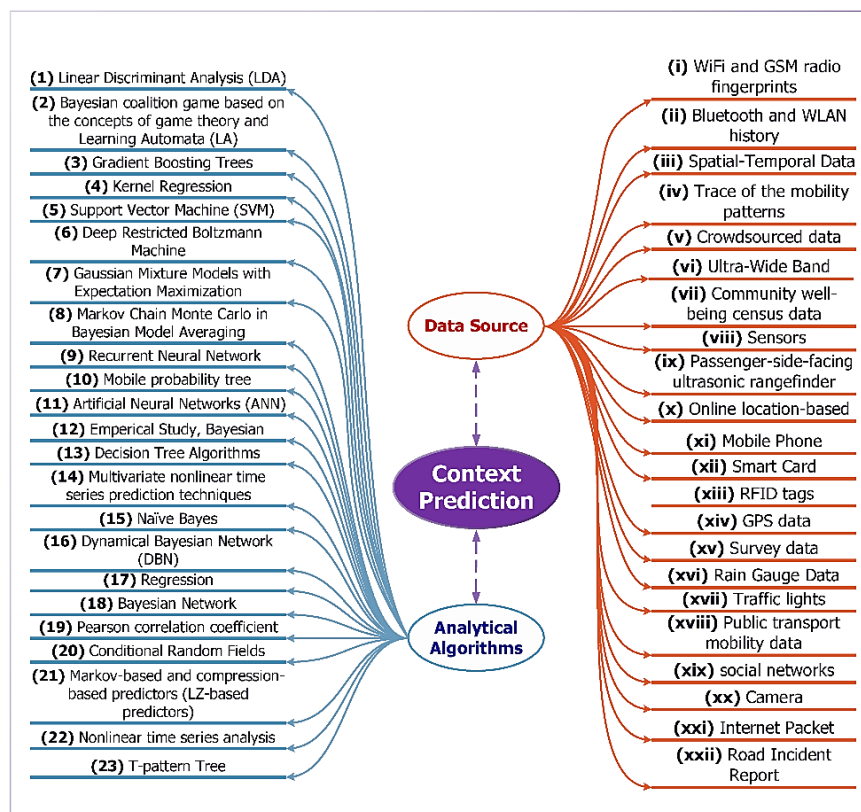 (1) Linear Discriminant Analysis (LDA)
(2) Bayesian coalition game based on
the concepts of game theory and
Learning Automata (LA)
(3) Gradient Boosting Trees
(4) Kernel Regression
(5) Support Vector Machine (SVM)
(6) Deep Restricted Boltzmann
Machine
(7) Gaussian Mixture Models with
Expectation Maximization
(8) Markov Chain Monte Carlo in
Bayesian Model Averaging
(9) Recurrent Neural Network
(10) Mobile probability tree
(11) Artificial Neural Networks (ANN)
(12) Emperical Study, Bayesian
(13) Decision Tree Algorithms
(14) Multivariate nonlinear time
series prediction techniques
(15) Naïve Bayes
(16) Dynamical Bayesian Network
(DBN)
(17) Regression
(18) Bayesian Network
(19) Pearson correlation coefficient
(20) Conditional Random Fields
(21) Markov-based and compression-
based predictors (LZ-based
predictors)
(22) Nonlinear time series analysis
(23) T-pattern Tree
Data Source
Context
Prediction
Analytical
Algorithms
(i) WiFi and GSM radio
fingerprints
(ii) Bluetooth and WLAN
history
(iii) Spatial-Temporal Data
(iv) Trace of the mobility
patterns
(v) Crowdsourced data
(vi) Ultra-Wide Band
(vii) Community well-
being census data
(viii) Sensors
(ix) Passenger-side-facing
ultrasonic rangefinder
(x) Online location-based
(xi) Mobile Phone
(xii) Smart Card
(xiii) RFID tags
(xiv) GPS data
(xv) Survey data
(xvi) Rain Gauge Data
(xvii) Traffic lights
(xviii) Public transport
mobility data
(xix) social networks
(xx) Camera
(xxi) Internet Packet
(xxii) Road Incident
Report